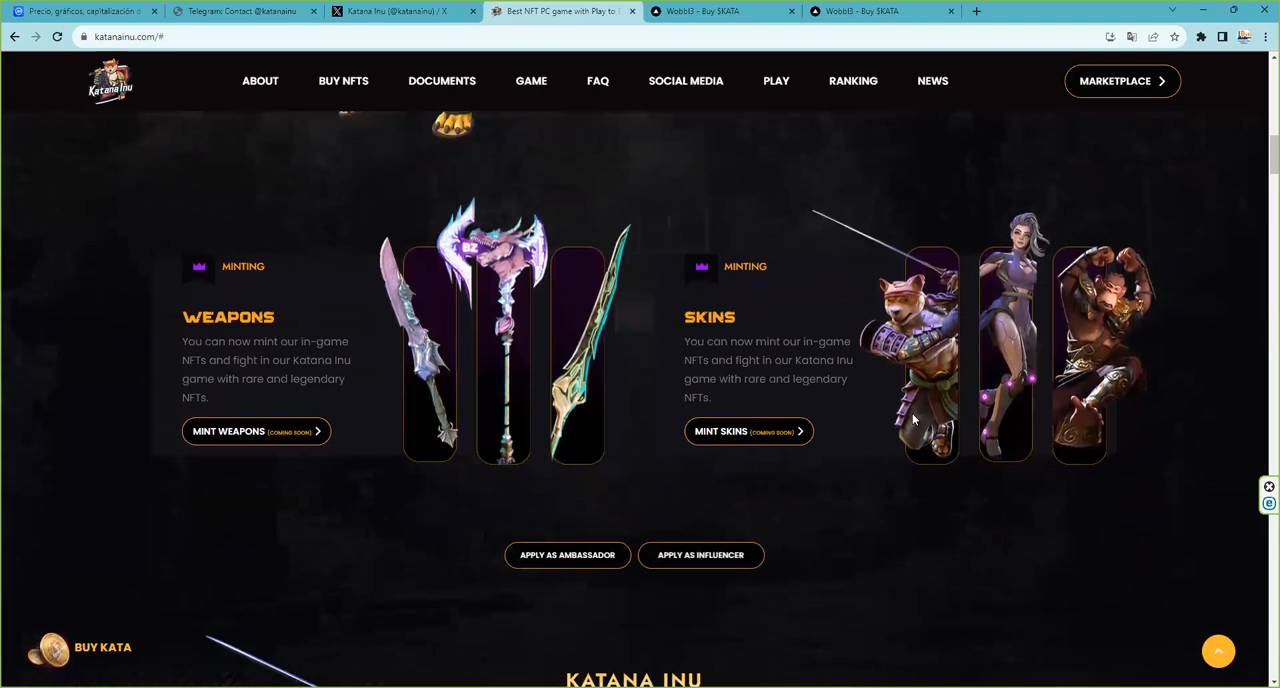 Precio, gráficos, capitalización d
Telegram: Contact @katanainu
Katana Inu (@katanainu) / X
Best NFT PC game with Play to E
Wobbl3 - Buy $KATA
Wobbl3 - Buy $KATA
katanainu.com/#
Katana Inu
ABOUT
BUY NFTS
DOCUMENTS
GAME
FAQ
SOCIAL MEDIA
PLAY
RANKING
NEWS
MARKETPLACE
MINTING
WEAPONS
You can now mint our in-game
NFTs and fight in our Katana Inu
game with rare and legendary
NFTs.
MINT WEAPONS (COMING SOON)
BZ
MINTING
SKINS
You can now mint our in-game
NFTs and fight in our Katana Inu
game with rare and legendary
NFTs.
MINT SKINS (COMING SOON)
APPLY AS AMBASSADOR
APPLY AS INFLUENCER
BUY KATA
KATANA INU